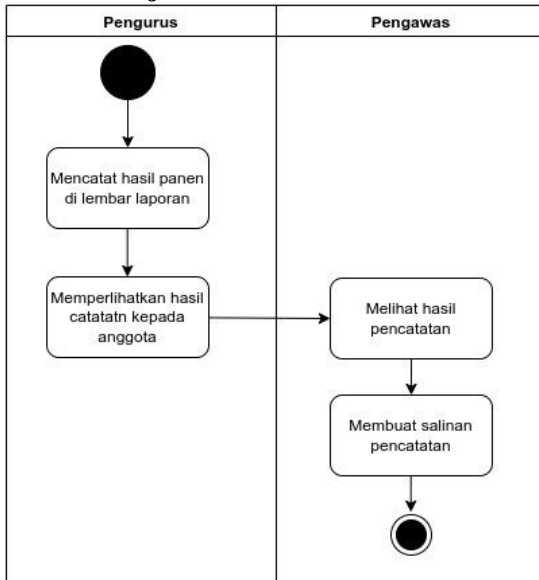 Pengurus
Pengawas
Mencatat hasil panen
di lembar laporan
Memperlihatkan hasil
catatatn kepada
anggota
Melihat hasil
pencatatan
Membuat salinan
pencatatan